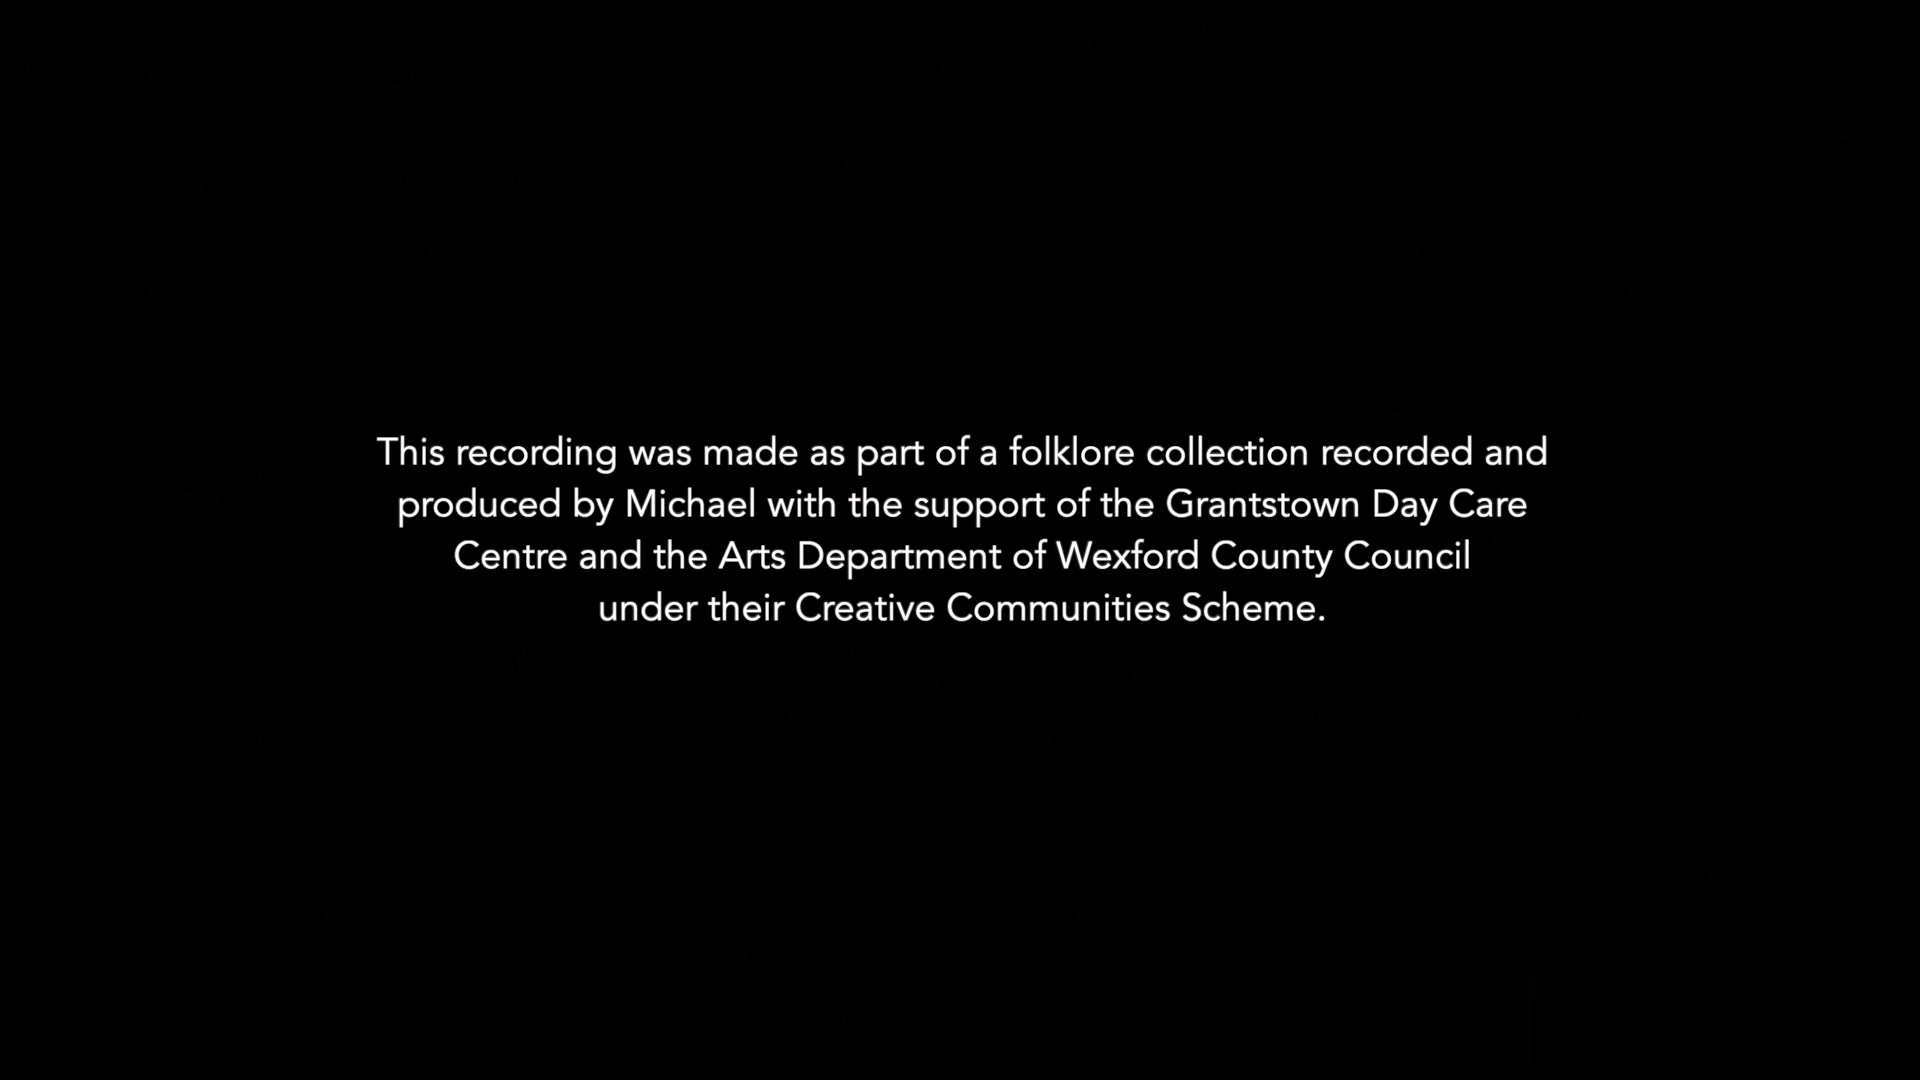 This recording was made as part of a folklore collection recorded and
produced by Michael with the support of the Grantstown Day Care
Centre and the Arts Department of Wexford County Council
under their Creative Communities Scheme.